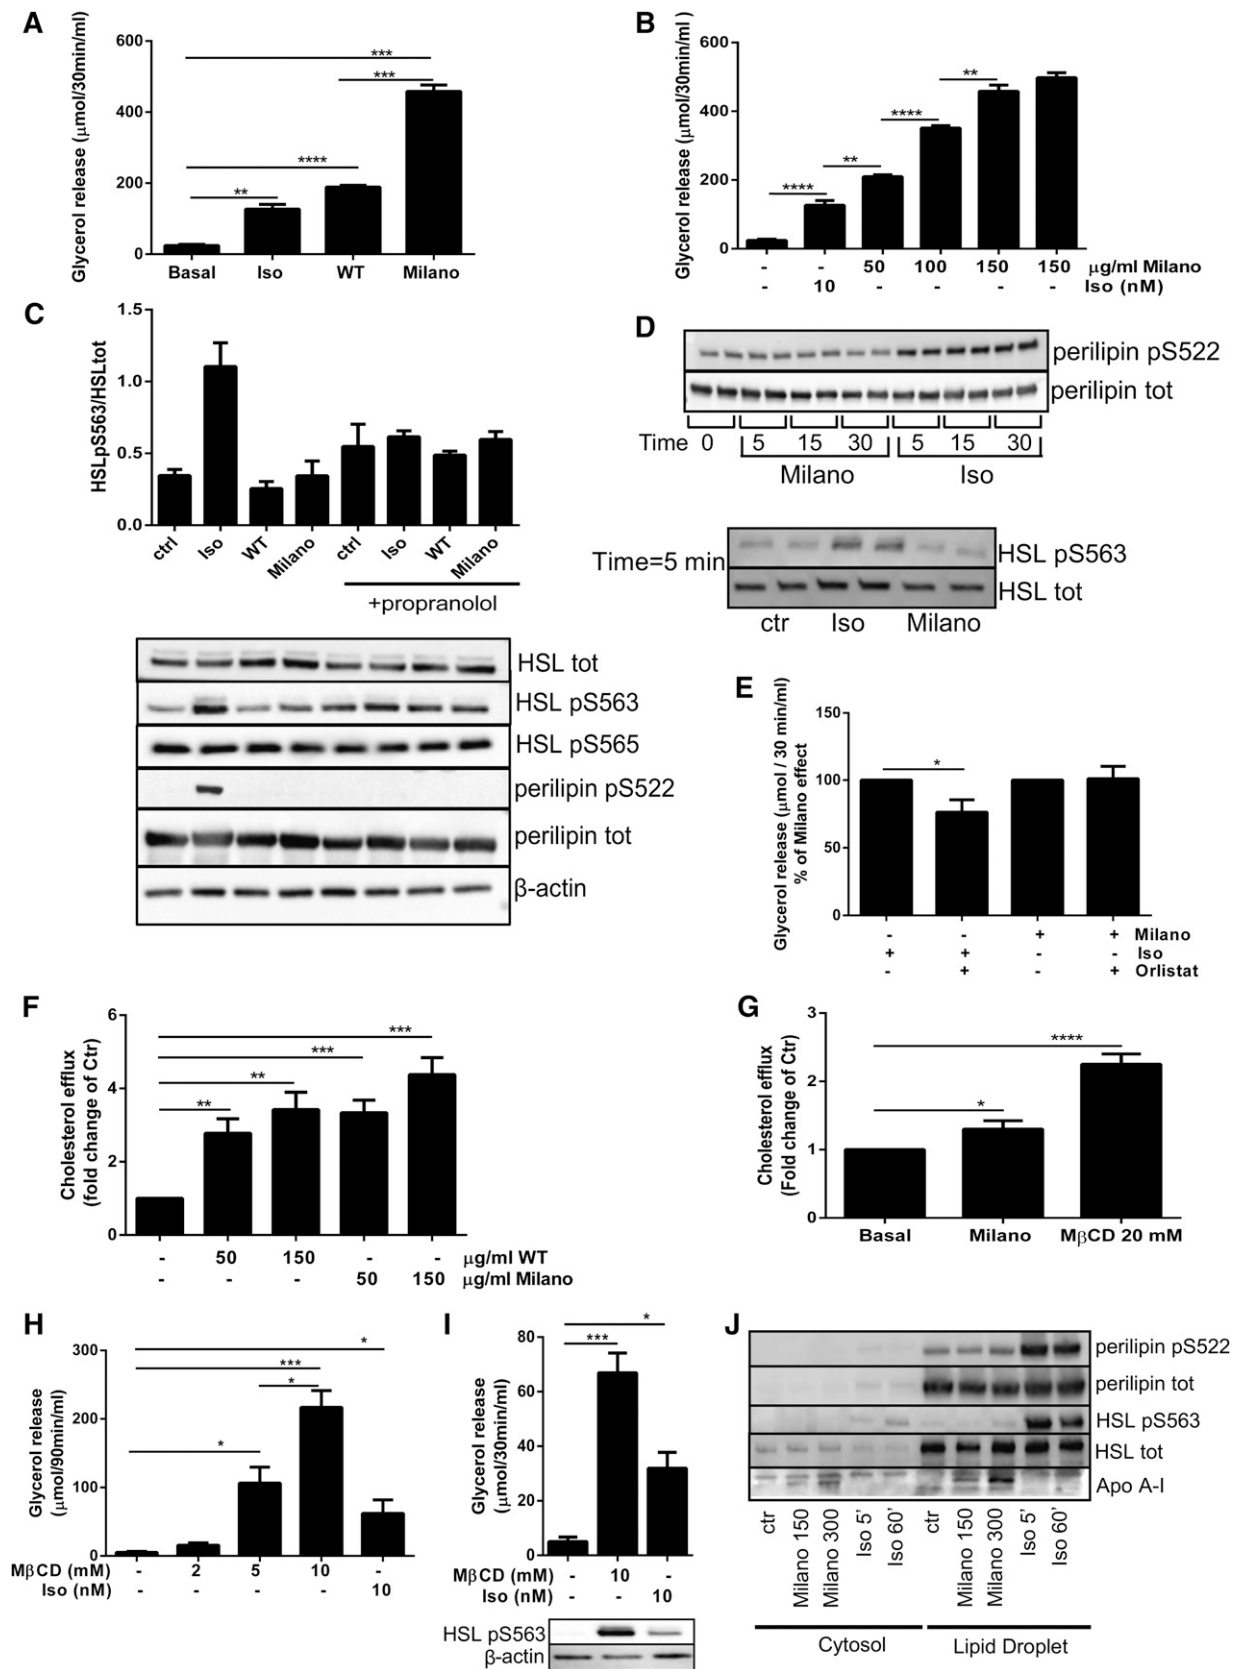 A
Glycerol release (µmol/30min/ml)
600
400
200
0
***
***
****
**
Basal Iso WT Milano
B
Glycerol release (µmol/30min/ml)
600
400
200
0
****
**
****
**
- - 50 100 150 150 µg/ml Milano
- 10 - - - - Iso (nM)
C
HSLpS563/HSLtot
1.5
1.0
0.5
0.0
ctrl Iso WT Milano ctrl Iso WT Milano
+propranolol
HSL tot
HSL pS563
HSL pS565
perilipin pS522
perilipin tot
β-actin
D
perilipin pS522
perilipin tot
Time 0 5 15 30 5 15 30
Milano Iso
Time=5 min
HSL pS563
HSL tot
ctr Iso Milano
E
Glycerol release (µmol / 30 min/ml)
% of Milano effect
150
100
50
0
*
- - + + Milano
+ + - - Iso
- + - + Orlistat
F
Cholesterol efflux
(fold change of Ctr)
6
4
2
0
***
***
**
**
- 50 150 - - µg/ml WT
- - - 50 150 µg/ml Milano
G
Cholesterol efflux
(Fold change of Ctr)
3
2
1
0
****
*
Basal Milano MβCD 20 mM
H
Glycerol release
(µmol/90min/ml)
300
200
100
0
*
***
*
*
MβCD (mM) - 2 5 10 -
Iso (nM) - - - - 10
I
Glycerol release
(µmol/30min/ml)
80
60
40
20
0
*
***
MβCD (mM) - 10 -
Iso (nM) - - 10
HSL pS563
β-actin
J
perilipin pS522
perilipin tot
HSL pS563
HSL tot
Apo A-I
ctr Milano 150 Milano 300 Iso 5' Iso 60' ctr Milano 150 Milano 300 Iso 5' Iso 60'
Cytosol Lipid Droplet